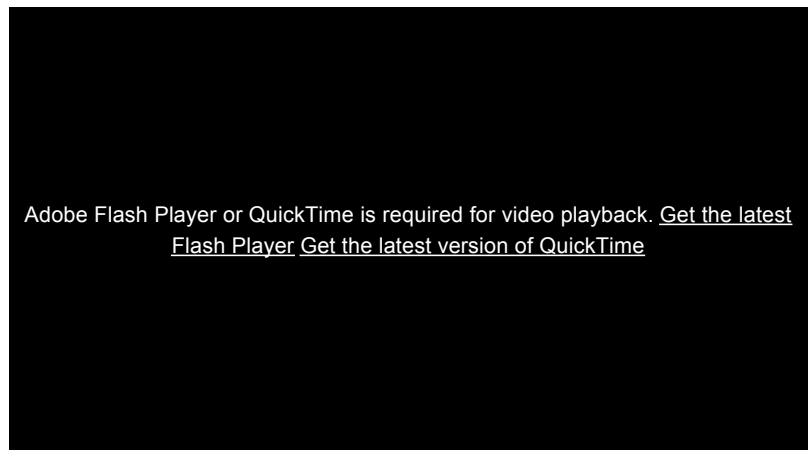 Adobe Flash Player or QuickTime is required for video playback. Get the latest
Flash Player Get the latest version of QuickTime